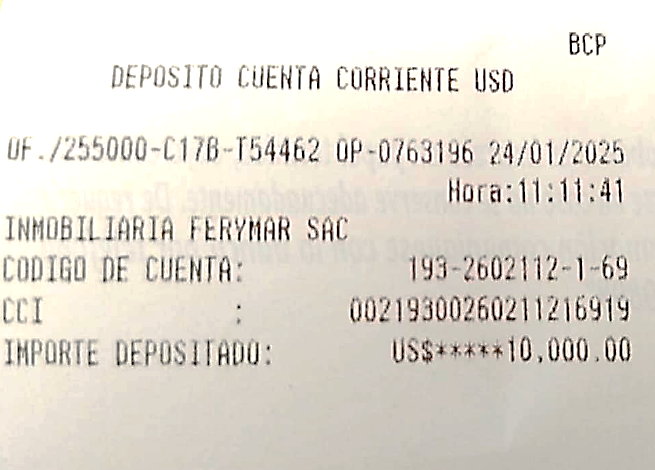 BCP
DEPOSITO CUENTA CORRIENTE USD
OF./255000-C17B-T54462 OP-0763196 24/01/2025
Hora:11:11:41
INMOBILIARIA FERYMAR SAC
CODIGO DE CUENTA: 193-2602112-1-69
CCI : 00219300260211216919
IMPORTE DEPOSITADO: US$*****10,000.00